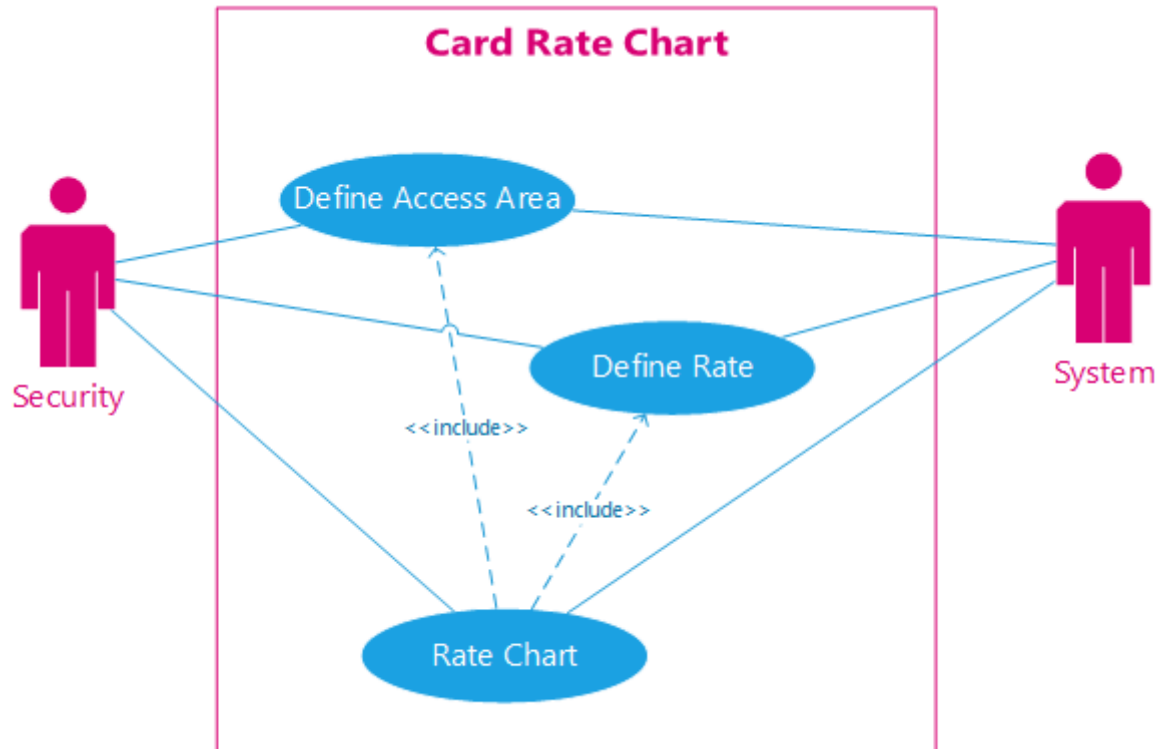 Card Rate Chart
Define Access Area
Define Rate
Security
System
<<include>>
<<include>>
Rate Chart